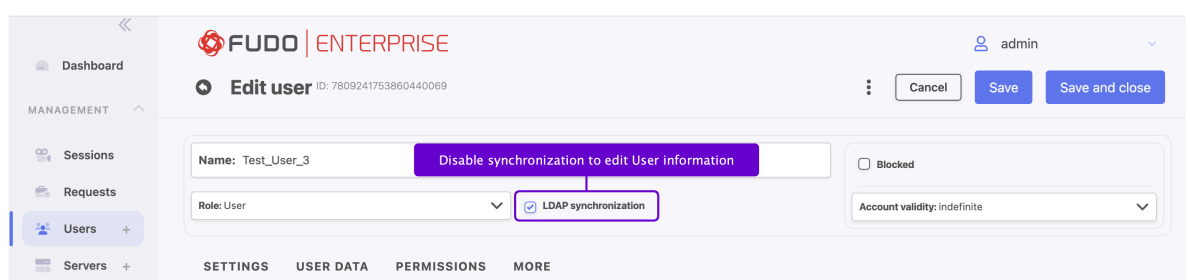 FUDO | ENTERPRISE
admin
Dashboard
Edit user ID: 7809241753860440069
Cancel
Save
Save and close
MANAGEMENT
Name: Test_User_3
Disable synchronization to edit User information
Sessions
Blocked
Requests
Role: User
LDAP synchronization
Account validity: indefinite
Users +
Servers +
SETTINGS USER DATA PERMISSIONS MORE